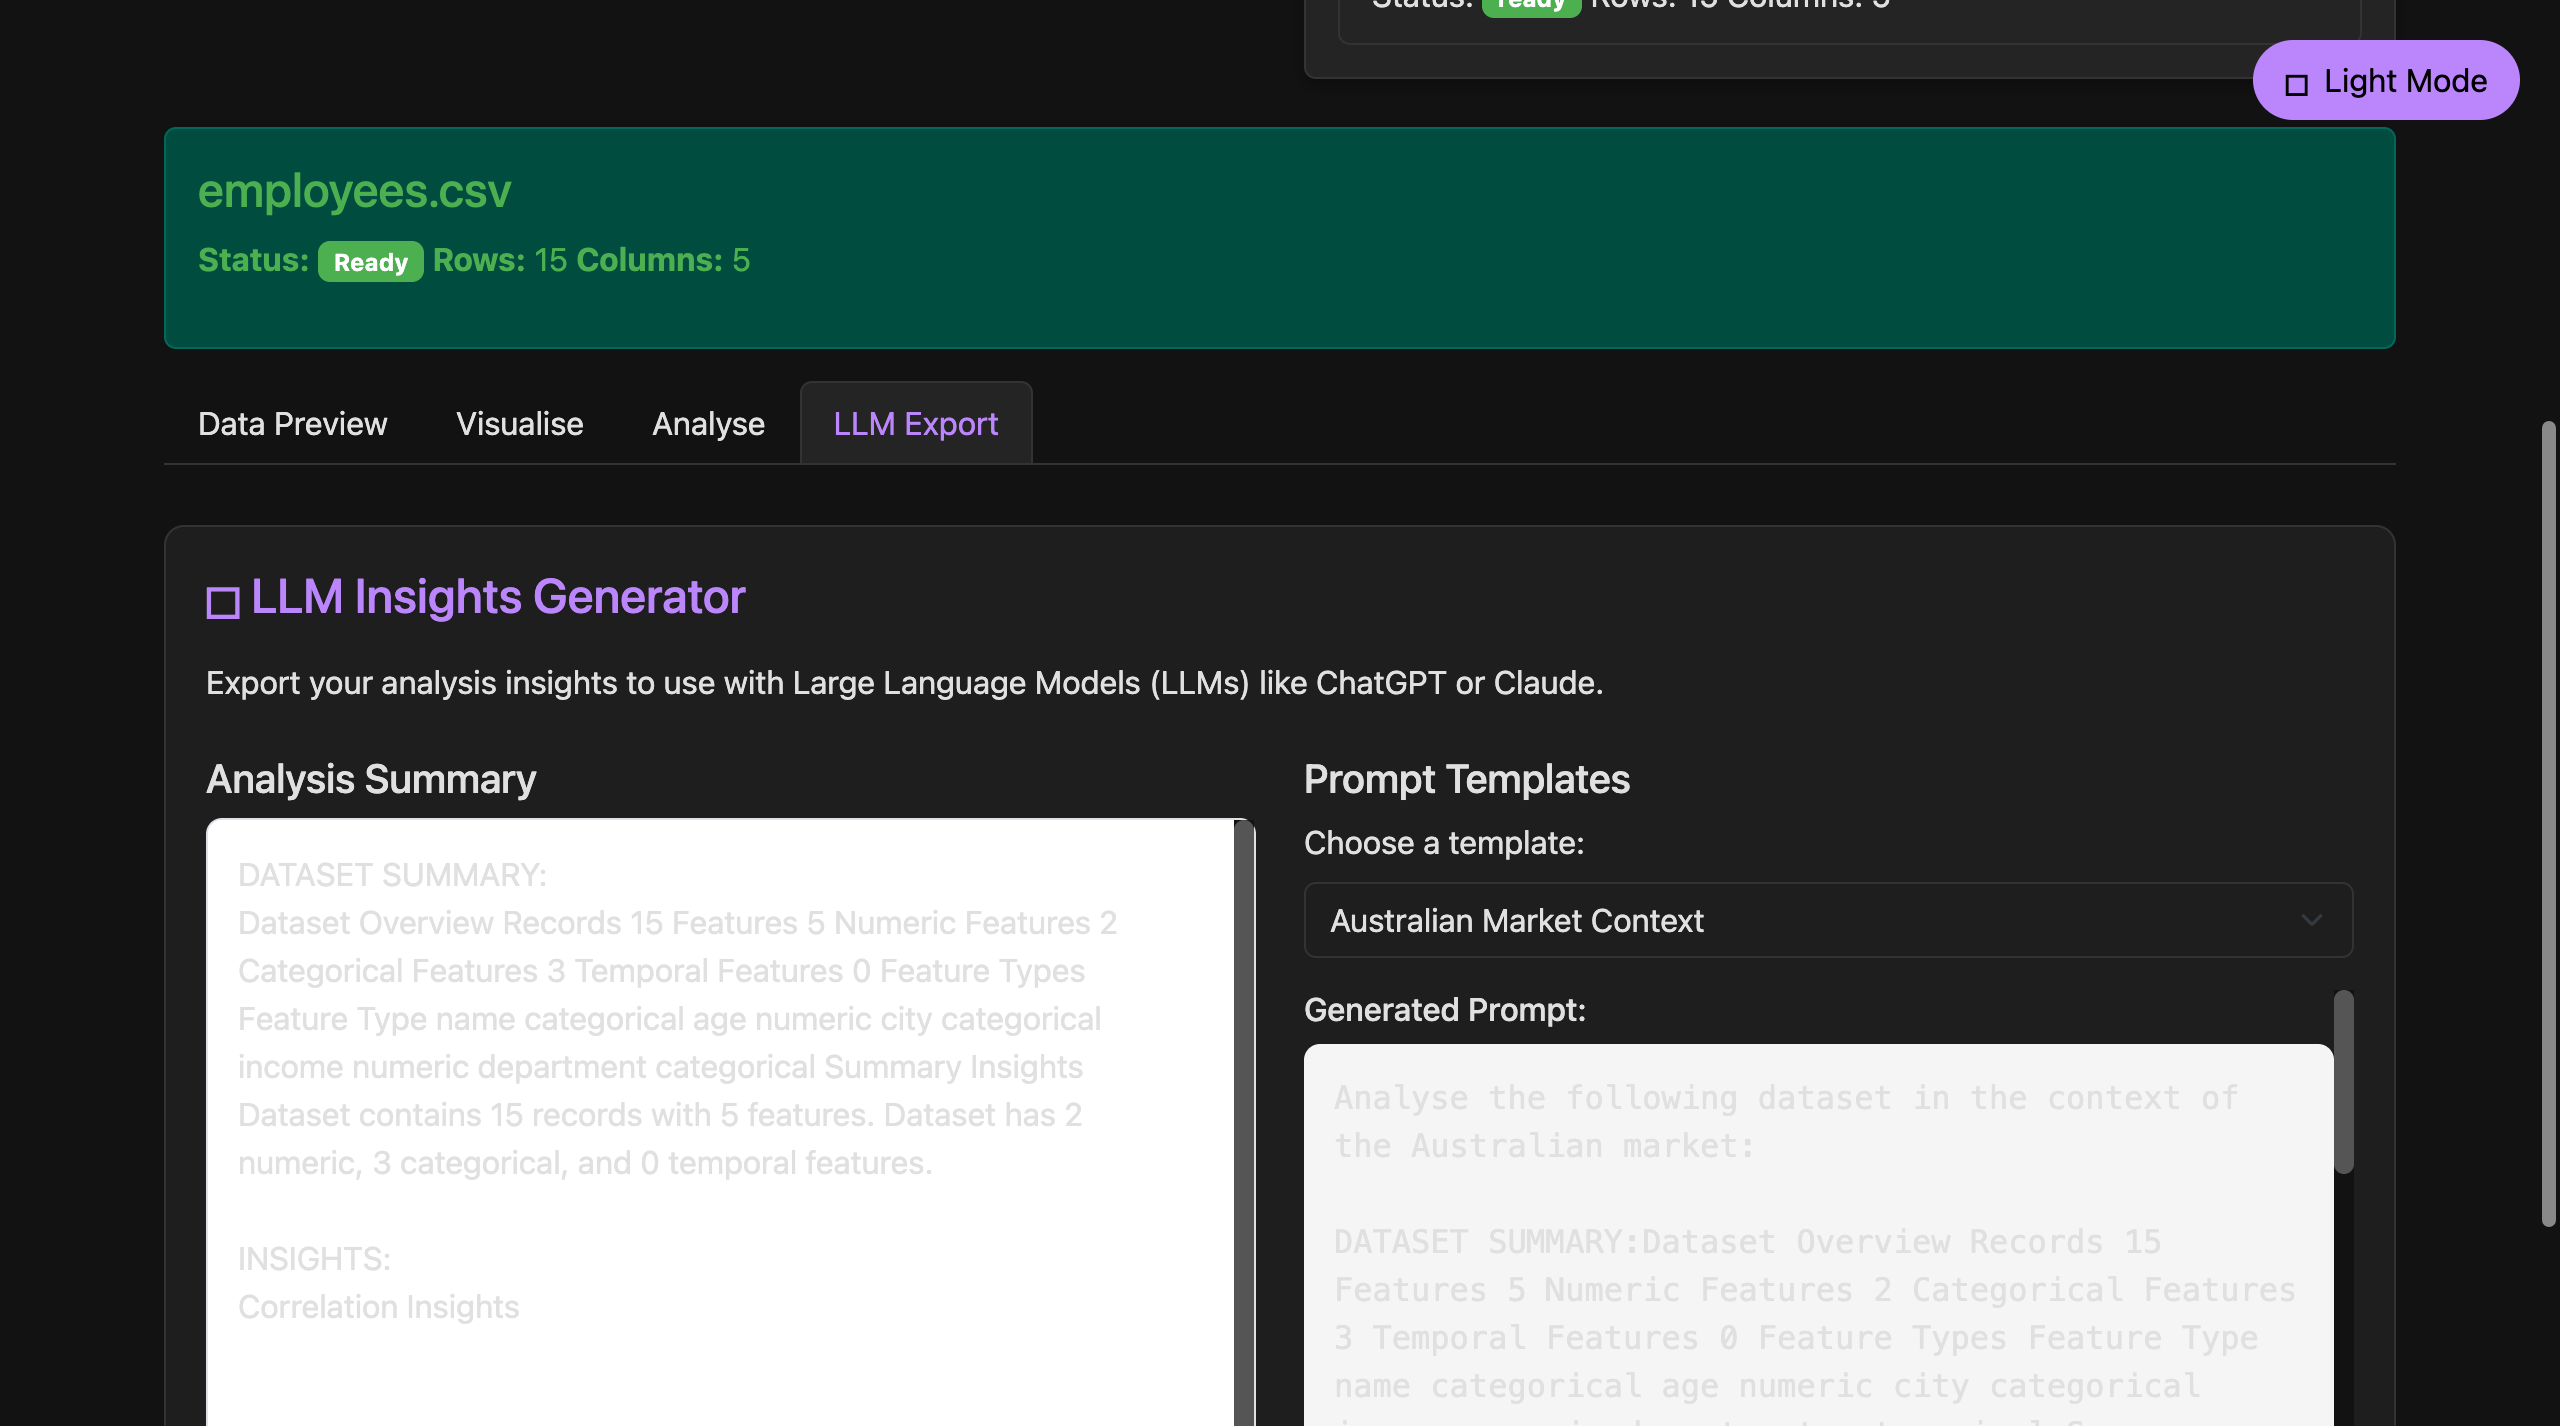 Status: ready Rows: 15 Columns: 5
Light Mode
employees.csv
Status: Ready Rows: 15 Columns: 5
Data Preview Visualise Analyse LLM Export
LLM Insights Generator
Export your analysis insights to use with Large Language Models (LLMs) like ChatGPT or Claude.
Analysis Summary
DATASET SUMMARY:
Dataset Overview Records 15 Features 5 Numeric Features 2
Categorical Features 3 Temporal Features 0 Feature Types
Feature Type name categorical age numeric city categorical
income numeric department categorical Summary Insights
Dataset contains 15 records with 5 features. Dataset has 2
numeric, 3 categorical, and 0 temporal features.
INSIGHTS:
Correlation Insights
Prompt Templates
Choose a template:
Australian Market Context
Generated Prompt:
Analyse the following dataset in the context of
the Australian market:
DATASET SUMMARY:Dataset Overview Records 15
Features 5 Numeric Features 2 Categorical Features
3 Temporal Features 0 Feature Types Feature Type
name categorical age numeric city categorical